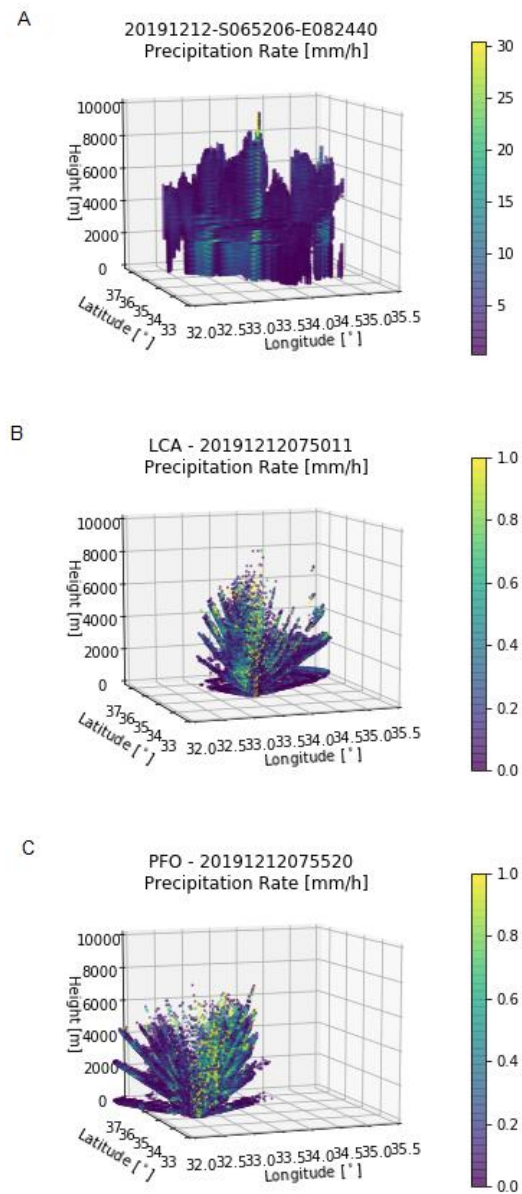 A
20191212-S065206-E082440
Precipitation Rate [mm/h]
10000
8000
6000
4000
2000
0
Height [m]
37 36 35 34 33
Latitude [°]
32.0 32.5 33.0 33.5 34.0 34.5 35.0 35.5
Longitude [°]
30
25
20
15
10
5
B
LCA - 20191212075011
Precipitation Rate [mm/h]
10000
8000
6000
4000
2000
0
Height [m]
37 36 35 34 33
Latitude [°]
32.0 32.5 33.0 33.5 34.0 34.5 35.0 35.5
Longitude [°]
1.0
0.8
0.6
0.4
0.2
0.0
C
PFO - 20191212075520
Precipitation Rate [mm/h]
10000
8000
6000
4000
2000
0
Height [m]
37 36 35 34 33
Latitude [°]
32.0 32.5 33.0 33.5 34.0 34.5 35.0 35.5
Longitude [°]
1.0
0.8
0.6
0.4
0.2
0.0